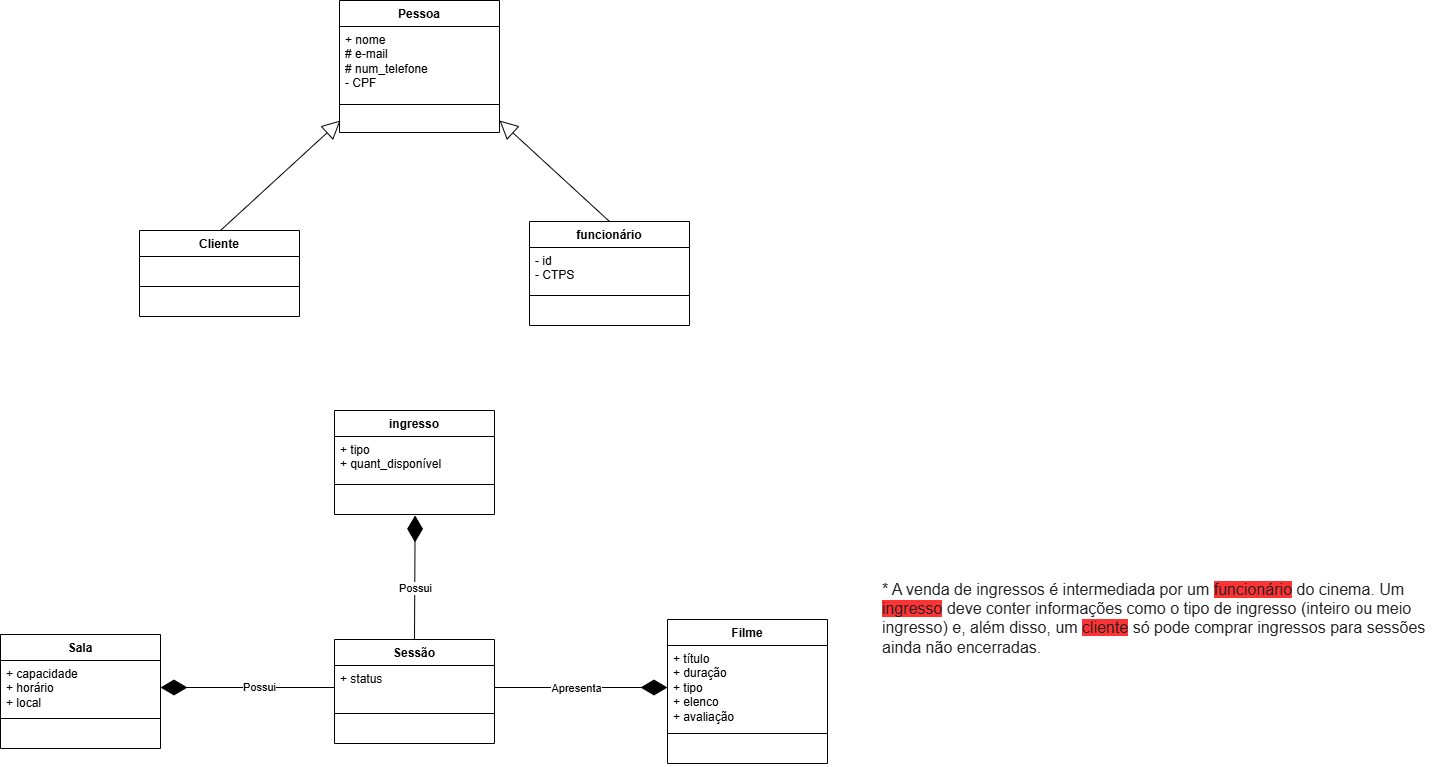 Pessoa
+ nome
# e-mail
# num_telefone
- CPF
Cliente
funcionário
- id
- CTPS
ingresso
+ tipo
+ quant_disponível
Possui
Sala
+ capacidade
+ horário
+ local
Possui
Sessão
+ status
Apresenta
Filme
+ título
+ duração
+ tipo
+ elenco
+ avaliação
* A venda de ingressos é intermediada por um funcionário do cinema. Um
ingresso deve conter informações como o tipo de ingresso (inteiro ou meio
ingresso) e, além disso, um cliente só pode comprar ingressos para sessões
ainda não encerradas.